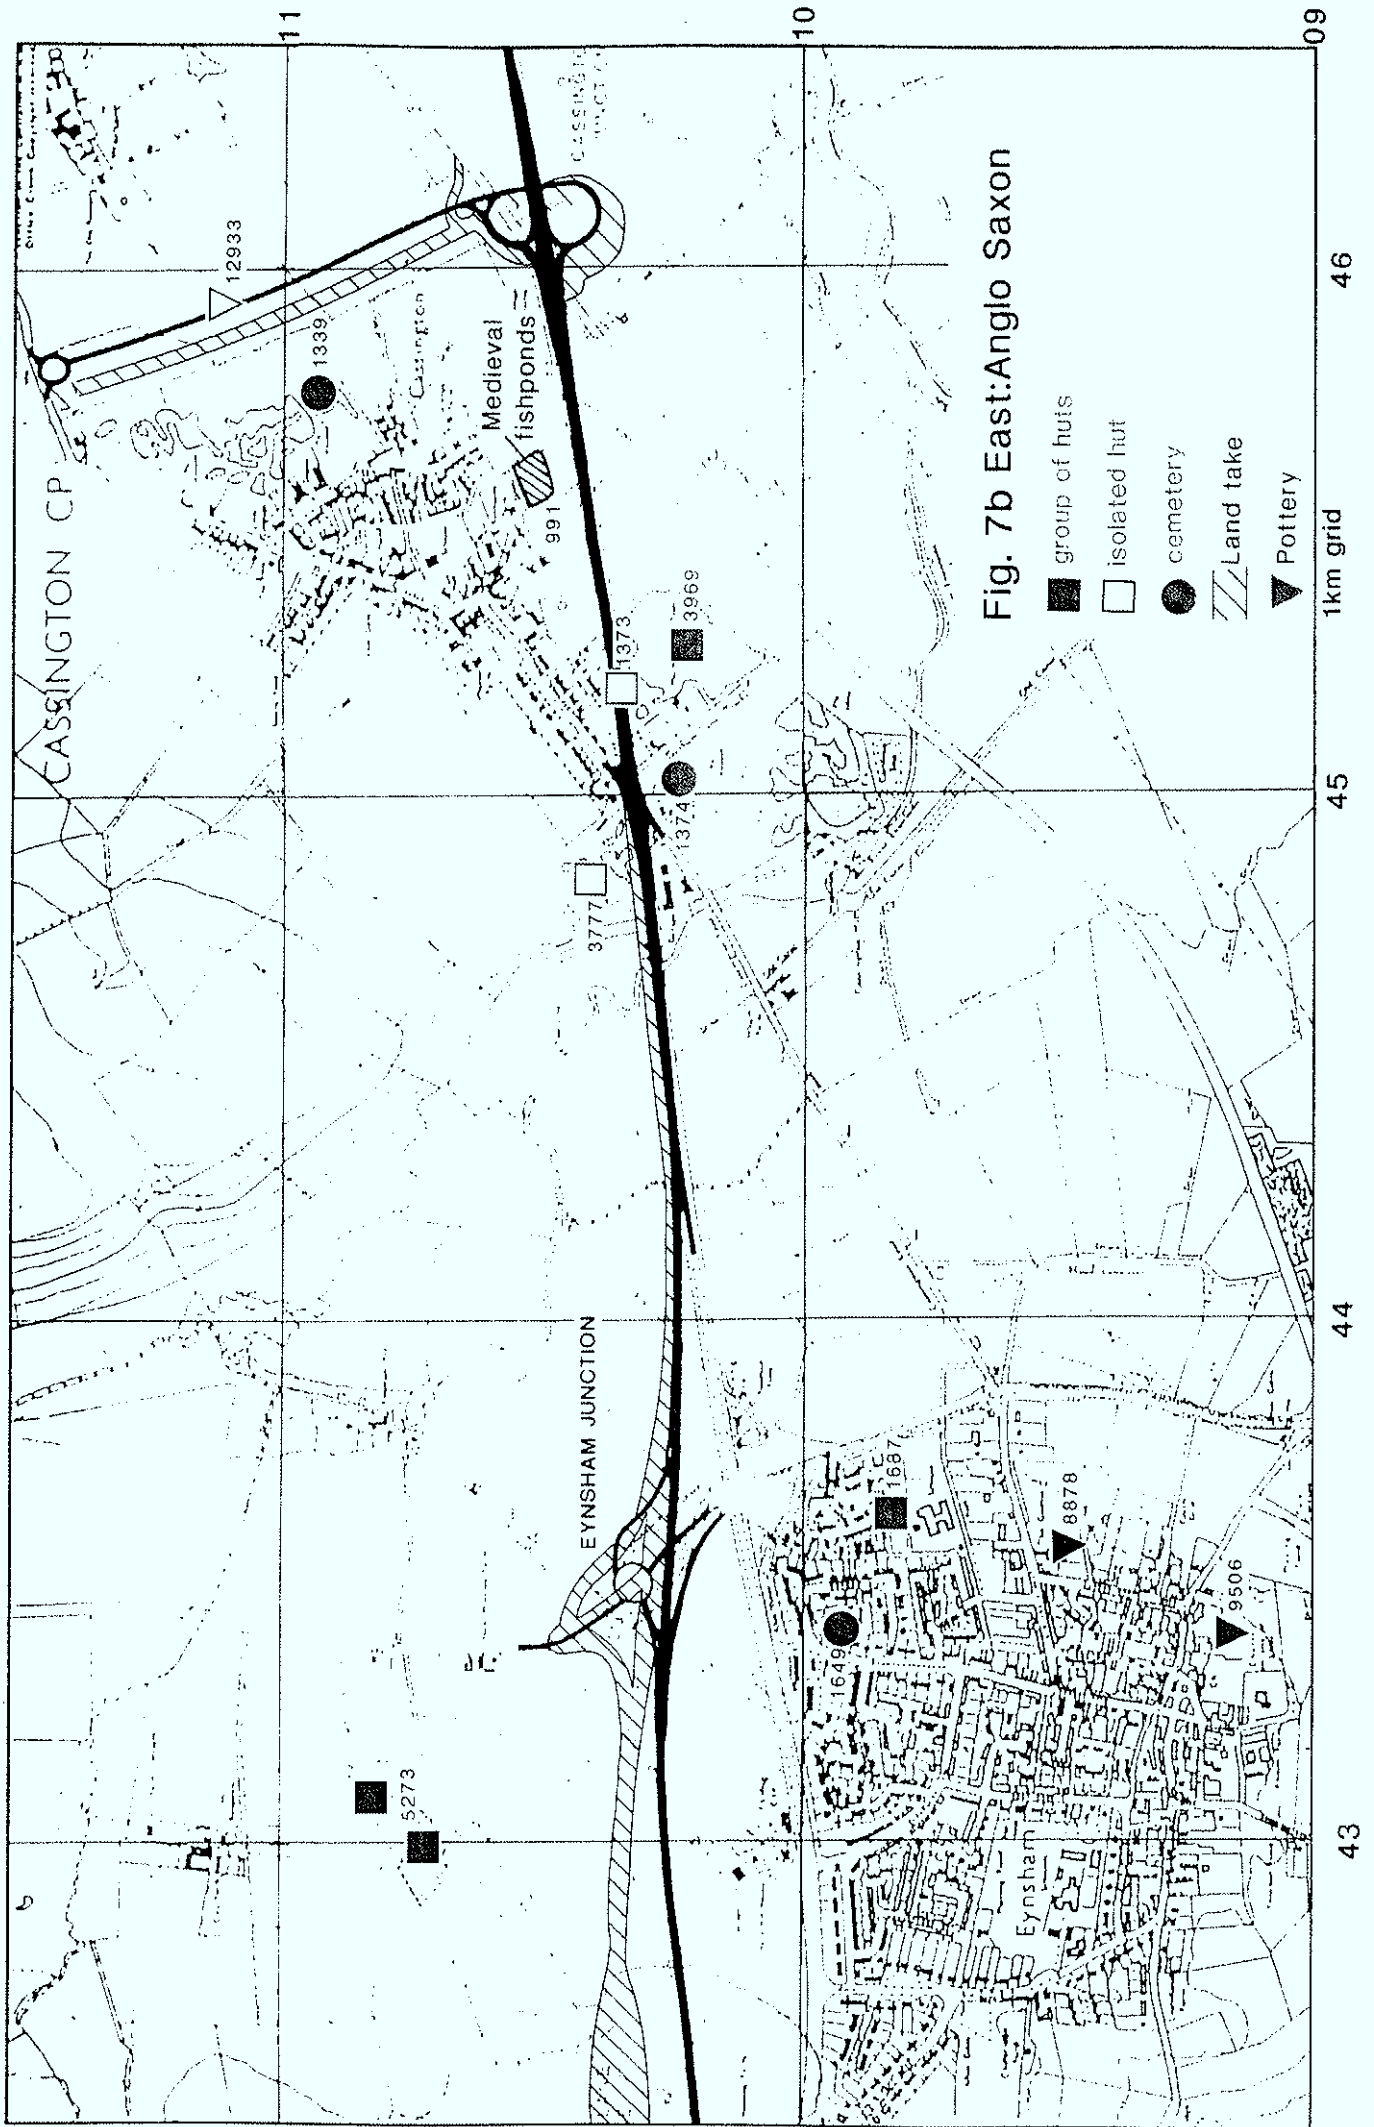 Fig. 7b East:Anglo Saxon
group of huts
isolated hut
cemetery
Land take
Pottery
1km grid
CASSINGTON CP
12933
1339
Cassington
Medieval
fishponds
991
1373
3969
1374
3777
EYNSHAM JUNCTION
5273
1687
1649
8878
9506
Eynsham
11
10
09
43
44
45
46